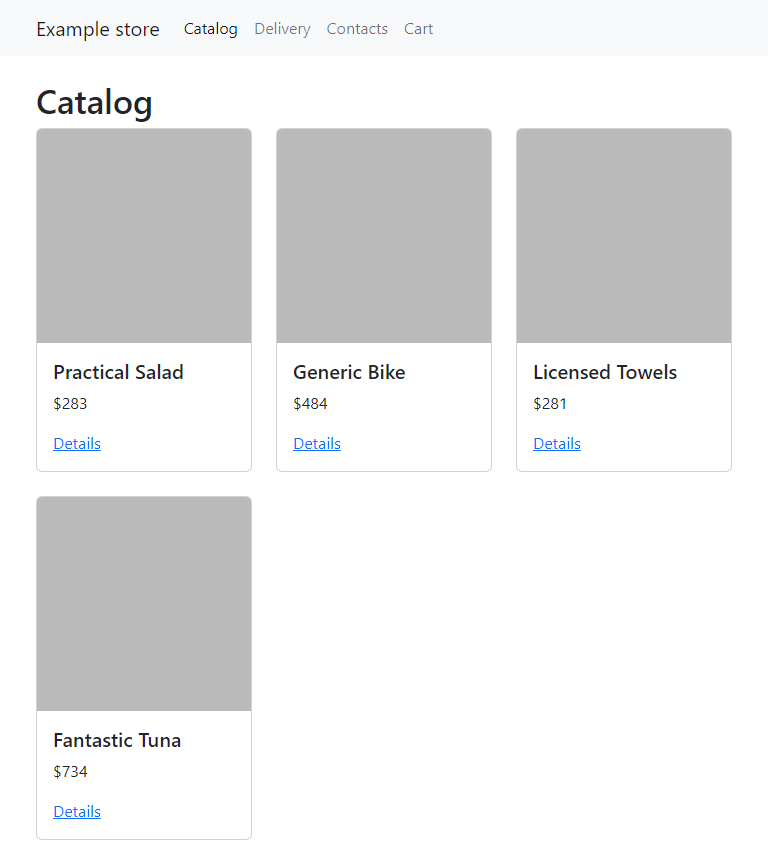 Example store Catalog Delivery Contacts Cart
Catalog
Practical Salad
$283
Details
Generic Bike
$484
Details
Licensed Towels
$281
Details
Fantastic Tuna
$734
Details